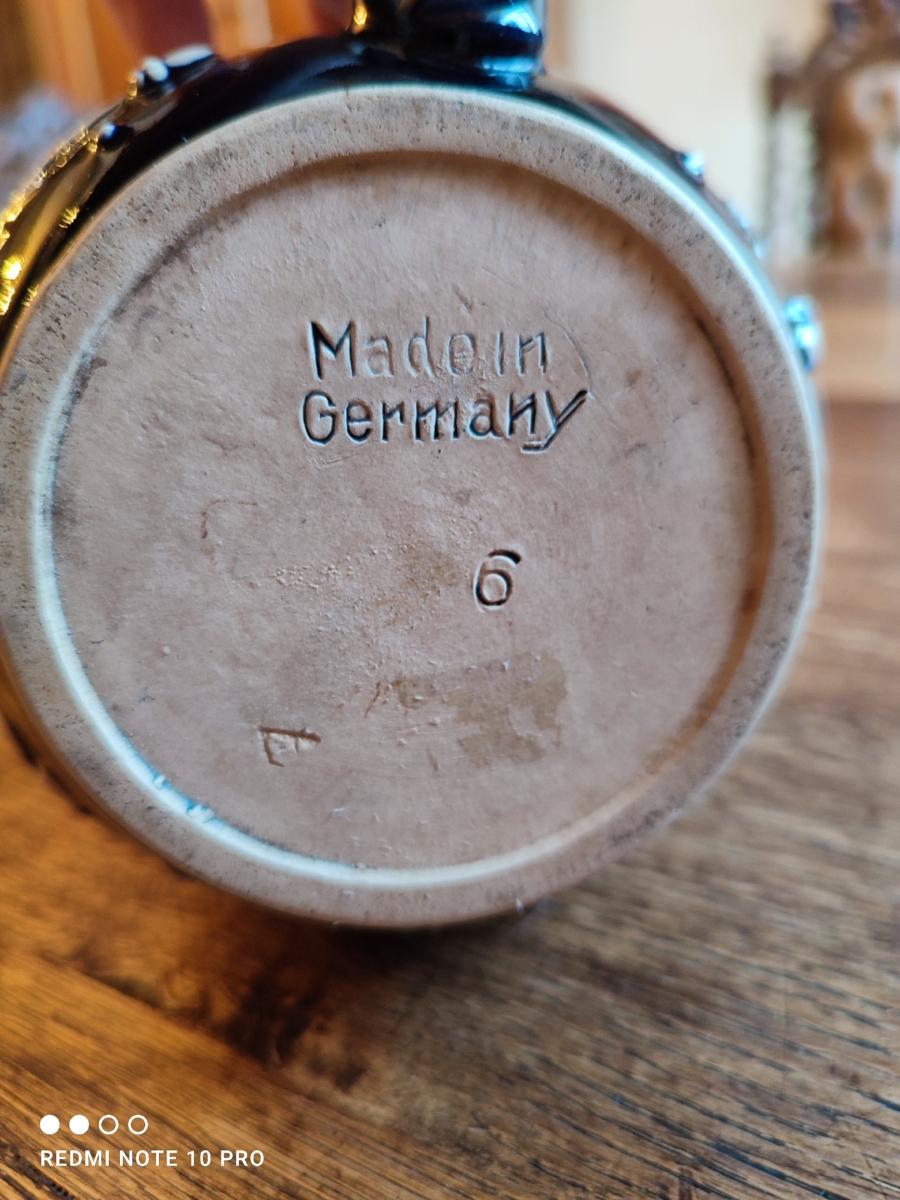 Made in
Germany
6
REDMI NOTE 10 PRO